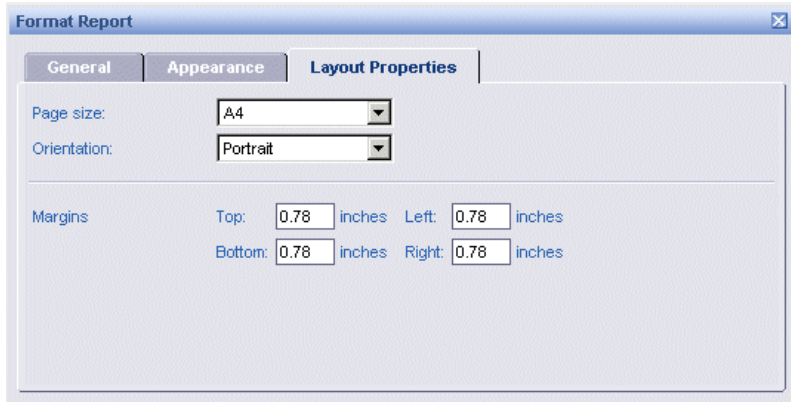 Format Report
General Appearance Layout Properties
Page size: A4
Orientation: Portrait
Margins Top: 0.78 inches Left: 0.78 inches
Bottom: 0.78 inches Right: 0.78 inches